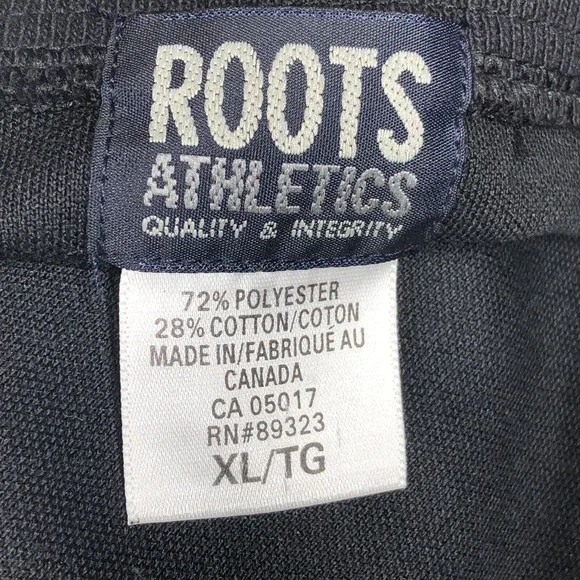 ROOTS
ATHLETICS
QUALITY & INTEGRITY
72% POLYESTER
28% COTTON/COTON
MADE IN/FABRIQUÉ AU
CANADA
CA 05017
RN#89323
XL/TG